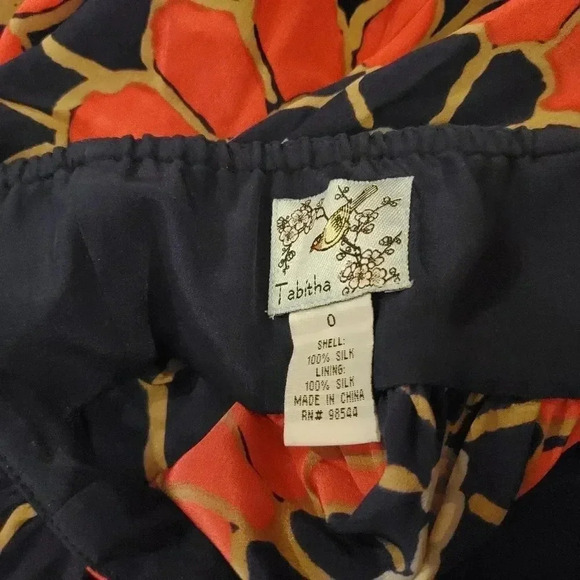 Tabitha
0
SHELL:
100% SILK
LINING:
100% SILK
MADE IN CHINA
RN# 98544